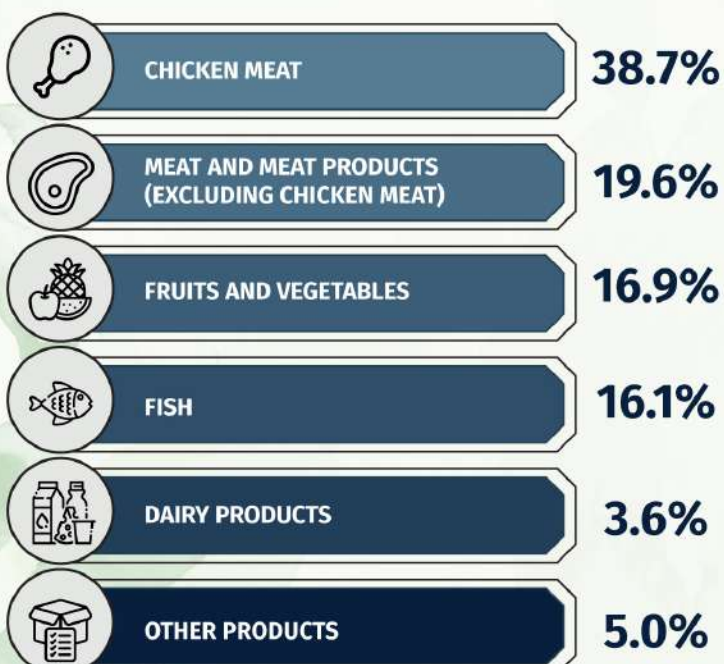 CHICKEN MEAT 38.7%
MEAT AND MEAT PRODUCTS
(EXCLUDING CHICKEN MEAT) 19.6%
FRUITS AND VEGETABLES 16.9%
FISH 16.1%
DAIRY PRODUCTS 3.6%
OTHER PRODUCTS 5.0%